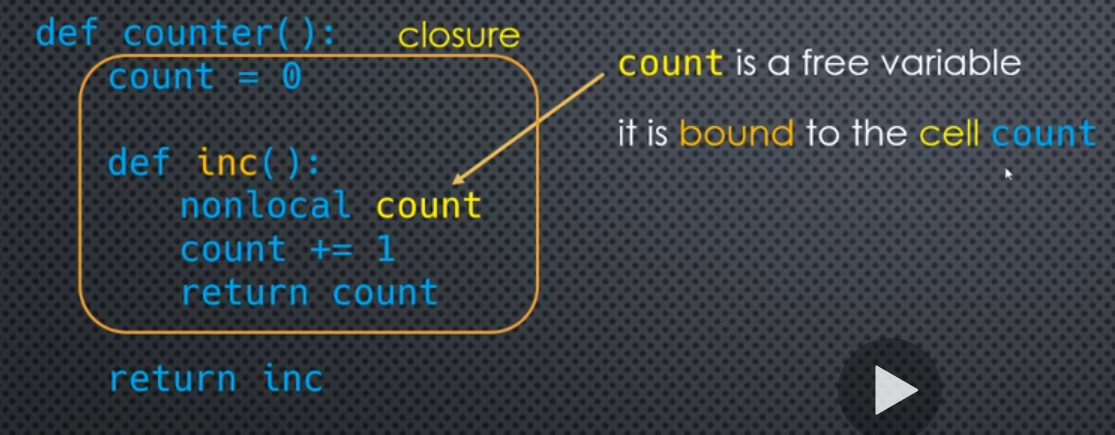 def counter(): closure
count = 0
def inc():
nonlocal count
count += 1
return count
return inc
count is a free variable
it is bound to the cell count